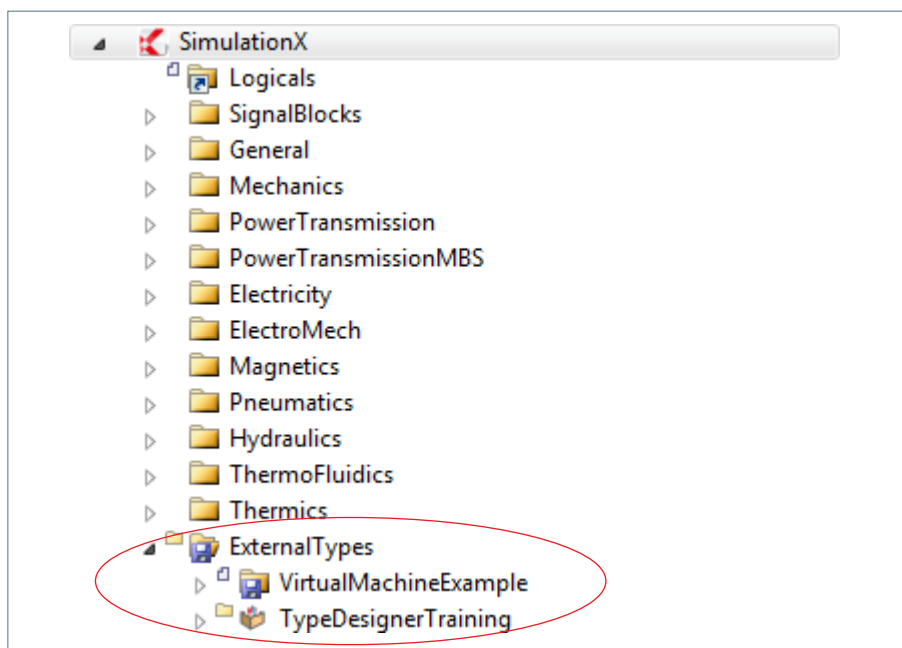 SimulationX
Logicals
SignalBlocks
General
Mechanics
PowerTransmission
PowerTransmissionMBS
Electricity
ElectroMech
Magnetics
Pneumatics
Hydraulics
ThermoFluidics
Thermics
ExternalTypes
VirtualMachineExample
TypeDesignerTraining